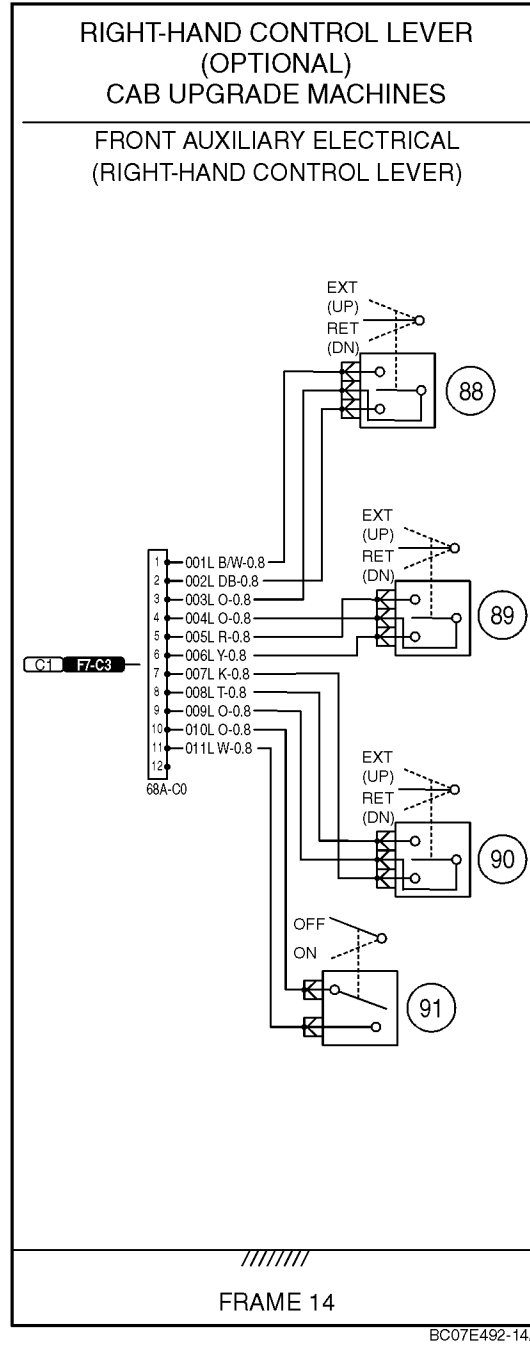 RIGHT-HAND CONTROL LEVER
(OPTIONAL)
CAB UPGRADE MACHINES
FRONT AUXILIARY ELECTRICAL
(RIGHT-HAND CONTROL LEVER)
EXT
(UP)
RET
(DN)
88
EXT
(UP)
RET
(DN)
89
1 001L B/W-0.8
2 002L DB-0.8
3 003L O-0.8
4 004L O-0.8
5 005L R-0.8
6 006L Y-0.8
7 007L K-0.8
8 008L T-0.8
9 009L O-0.8
10 010L O-0.8
11 011L W-0.8
12
C1 F7-C3
68A-C0
EXT
(UP)
RET
(DN)
90
OFF
ON
91
FRAME 14
BC07E492-14